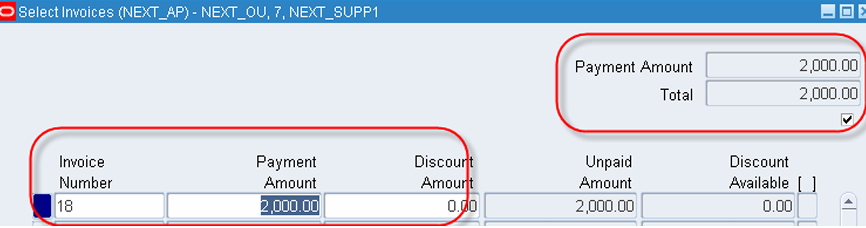 Select Invoices (NEXT_AP) - NEXT_OU, 7, NEXT_SUPP1
Payment Amount 2,000.00
Total 2,000.00
Invoice Payment Discount Unpaid Discount
Number Amount Amount Amount Available [ ]
18 2,000.00 0.00 2,000.00 0.00